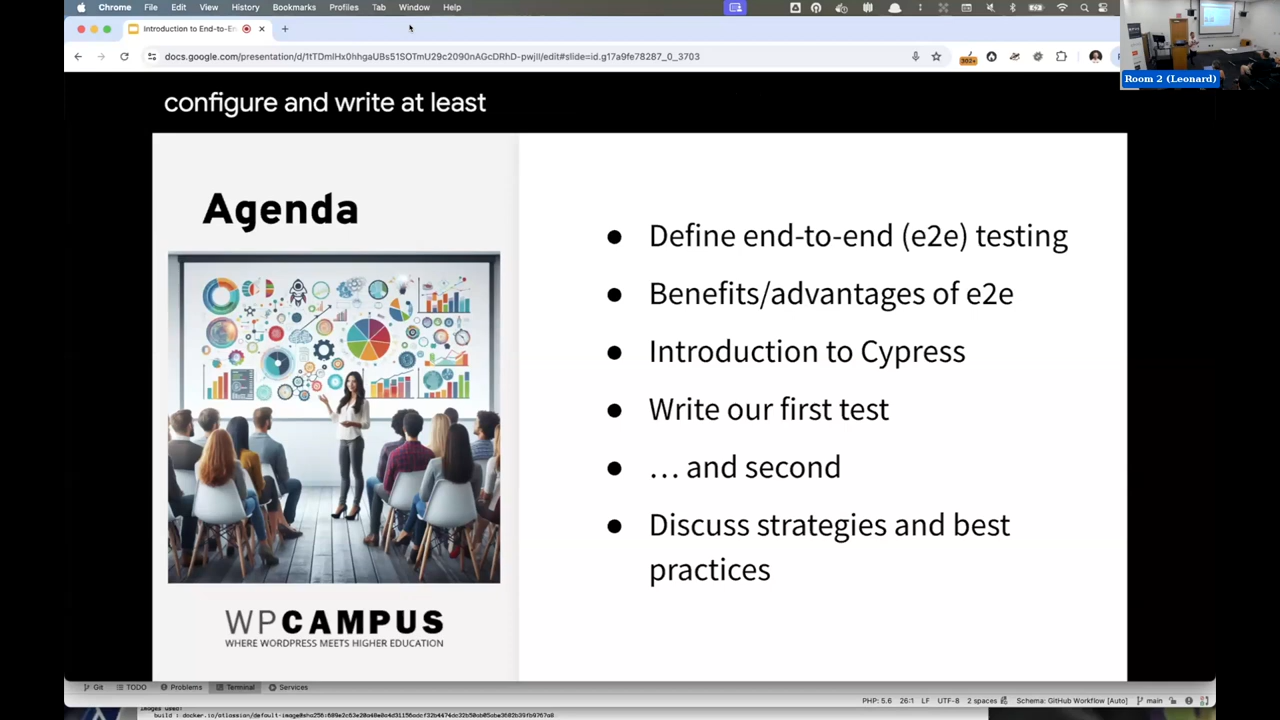 Chrome File Edit View History Bookmarks Profiles Tab Window Help
Introduction to End-to-En
docs.google.com/presentation/d/1tTDmlHx0hhgaUBs51SOTmU29c2090nAGcDRhD-pwjlI/edit#slide=id.g17a9fe78287_0_3703
Room 2 (Leonard)
configure and write at least
Agenda
● Define end-to-end (e2e) testing
● Benefits/advantages of e2e
● Introduction to Cypress
● Write our first test
● … and second
● Discuss strategies and best
practices
WPCAMPUS
WHERE WORDPRESS MEETS HIGHER EDUCATION
Git TODO Problems Terminal Services
PHP: 5.6 26:1 LF UTF-8 2 spaces Schema: GitHub Workflow [Auto] main